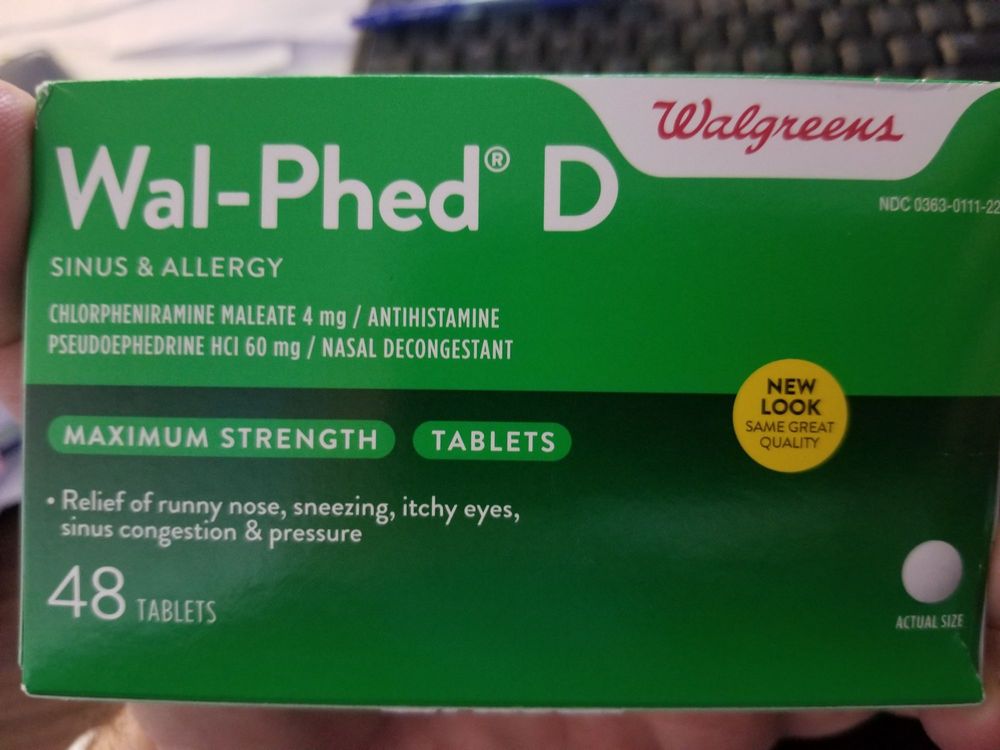 Walgreens
Wal-Phed® D
NDC 0363-0111-22
SINUS & ALLERGY
CHLORPHENIRAMINE MALEATE 4 mg / ANTIHISTAMINE
PSEUDOEPHEDRINE HCl 60 mg / NASAL DECONGESTANT
NEW
LOOK
SAME GREAT
QUALITY
MAXIMUM STRENGTH TABLETS
• Relief of runny nose, sneezing, itchy eyes,
sinus congestion & pressure
48 TABLETS
ACTUAL SIZE